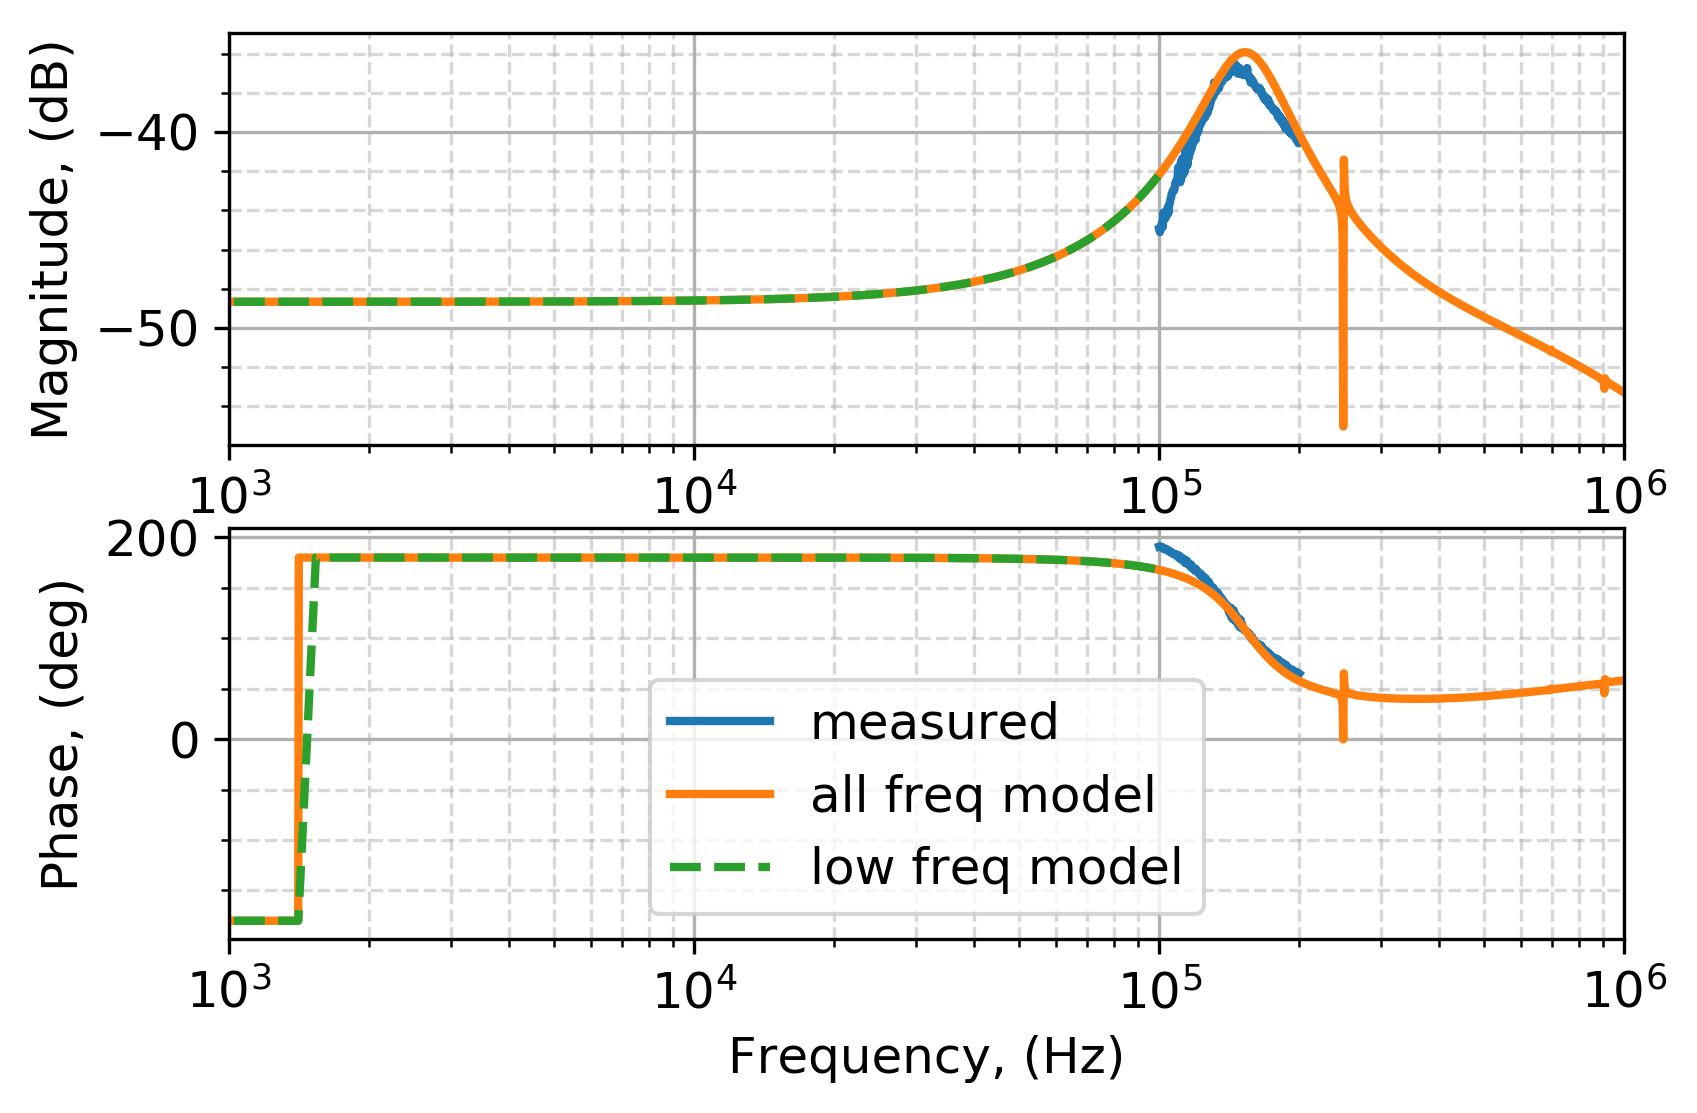 Magnitude, (dB)
−40
−50
10³ 10⁴ 10⁵ 10⁶
Phase, (deg)
200
0
measured
all freq model
low freq model
10³ 10⁴ 10⁵ 10⁶
Frequency, (Hz)